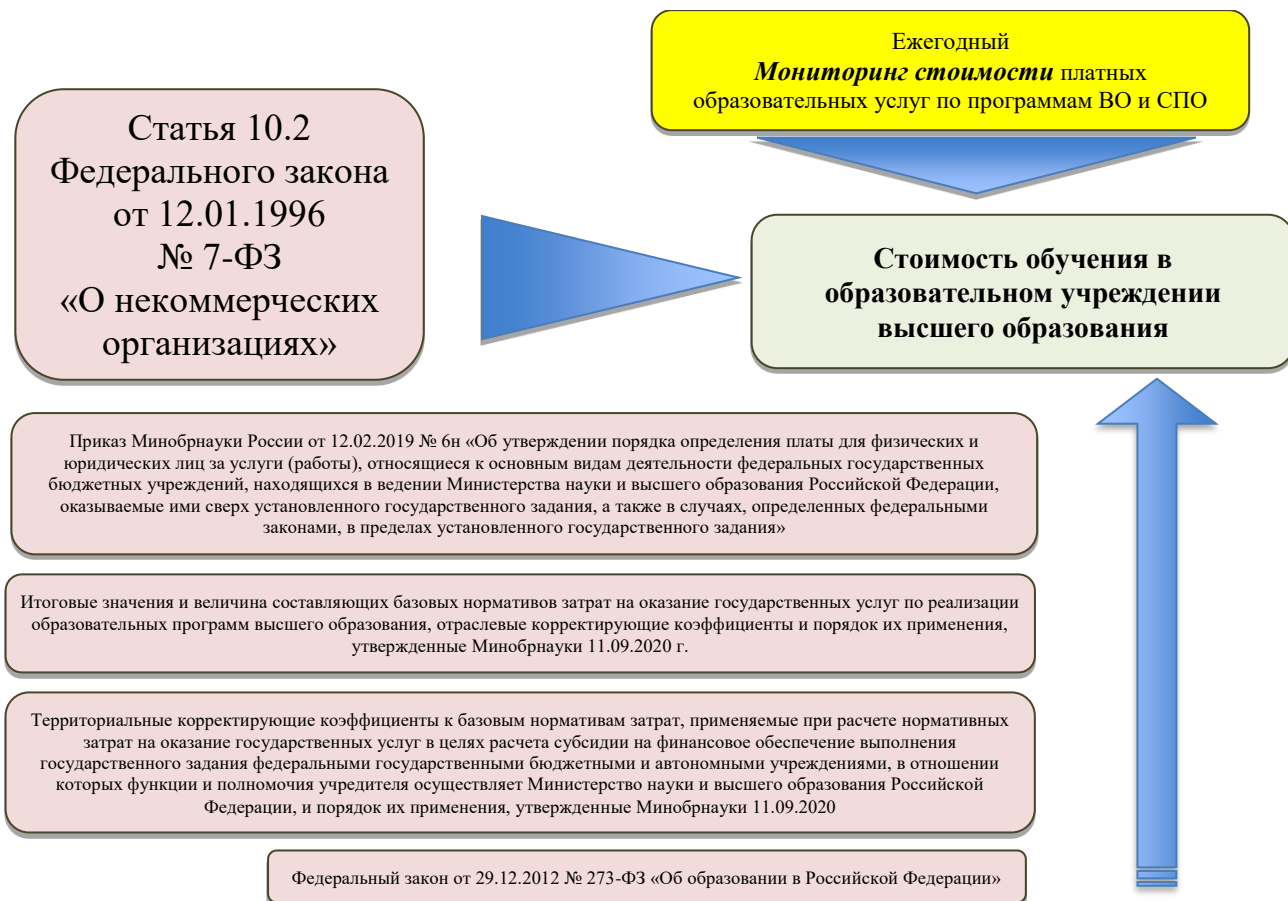 Ежегодный
Мониторинг стоимости платных
образовательных услуг по программам ВО и СПО
Статья 10.2
Федерального закона
от 12.01.1996
№ 7-ФЗ
«О некоммерческих
организациях»
Стоимость обучения в
образовательном учреждении
высшего образования
Приказ Минобрнауки России от 12.02.2019 № 6н «Об утверждении порядка определения платы для физических и
юридических лиц за услуги (работы), относящиеся к основным видам деятельности федеральных государственных
бюджетных учреждений, находящихся в ведении Министерства науки и высшего образования Российской Федерации,
оказываемые ими сверх установленного государственного задания, а также в случаях, определенных федеральными
законами, в пределах установленного государственного задания»
Итоговые значения и величина составляющих базовых нормативов затрат на оказание государственных услуг по реализации
образовательных программ высшего образования, отраслевые корректирующие коэффициенты и порядок их применения,
утвержденные Минобрнауки 11.09.2020 г.
Территориальные корректирующие коэффициенты к базовым нормативам затрат, применяемые при расчете нормативных
затрат на оказание государственных услуг в целях расчета субсидии на финансовое обеспечение выполнения
государственного задания федеральными государственными бюджетными и автономными учреждениями, в отношении
которых функции и полномочия учредителя осуществляет Министерство науки и высшего образования Российской
Федерации, и порядок их применения, утвержденные Минобрнауки 11.09.2020
Федеральный закон от 29.12.2012 № 273-ФЗ «Об образовании в Российской Федерации»